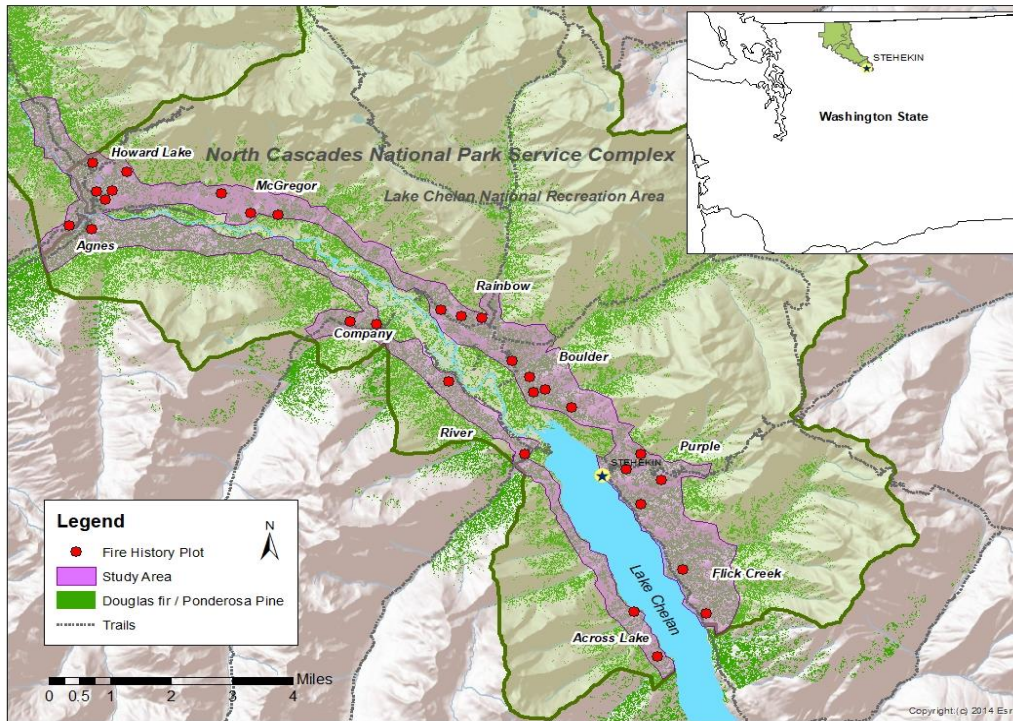 STEHEKIN
Washington State
Howard Lake
North Cascades National Park Service Complex
McGregor
Lake Chelan National Recreation Area
Agnes
Rainbow
Company
Boulder
River
Purple
STEHEKIN
Legend
N
Fire History Plot
Study Area
Douglas fir / Ponderosa Pine
Trails
Lake Chelan
Flick Creek
Across Lake
Miles
0 0.5 1 2 3 4
Copyright:(c) 2014 Esr